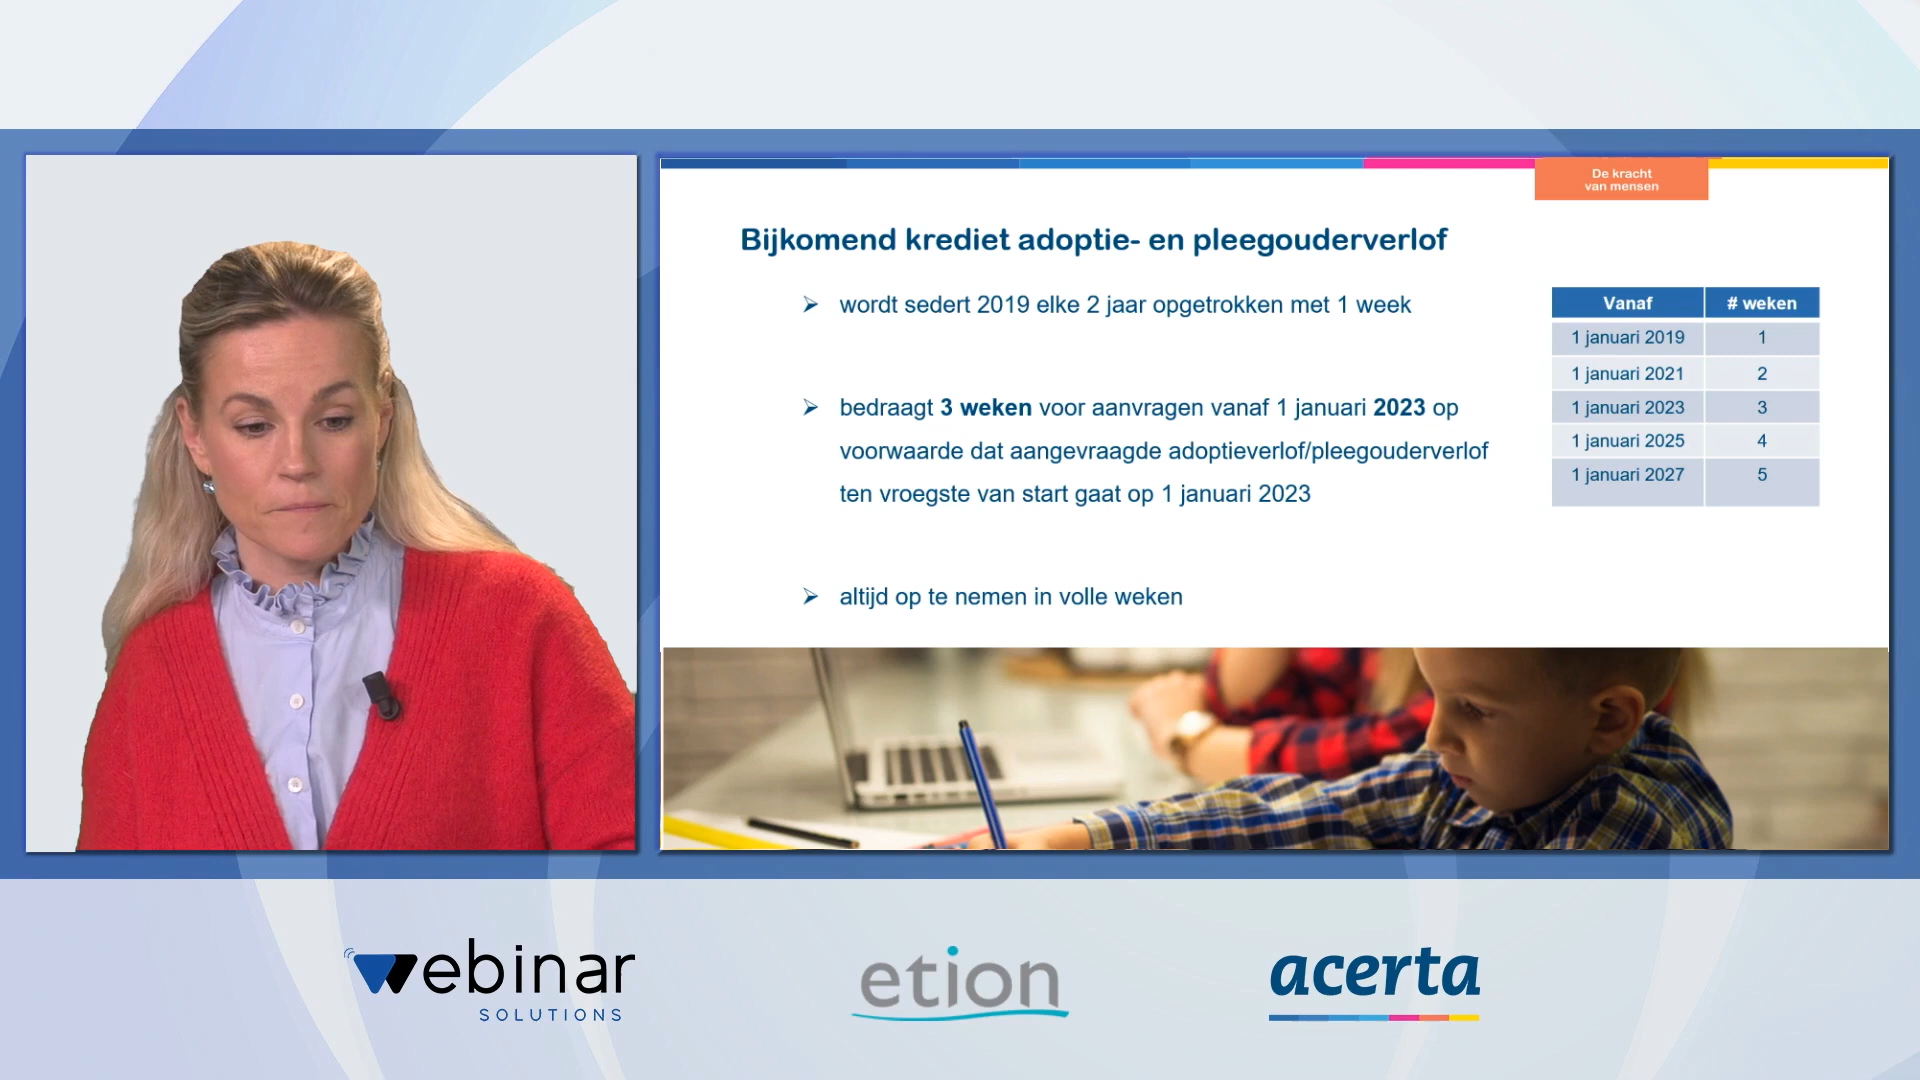 De kracht
van mensen
Bijkomend krediet adoptie- en pleegouderverlof
wordt sedert 2019 elke 2 jaar opgetrokken met 1 week
bedraagt 3 weken voor aanvragen vanaf 1 januari 2023 op
voorwaarde dat aangevraagde adoptieverlof/pleegouderverlof
ten vroegste van start gaat op 1 januari 2023
altijd op te nemen in volle weken
Vanaf # weken
1 januari 2019 1
1 januari 2021 2
1 januari 2023 3
1 januari 2025 4
1 januari 2027 5
webinar
SOLUTIONS
etion
acerta